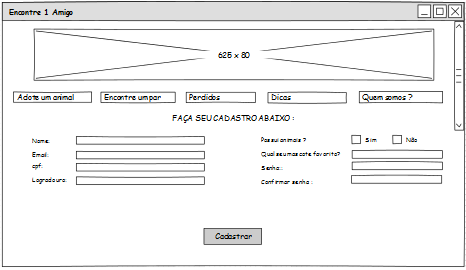 Encontre 1 Amigo
625 x 80
Adote um animal Encontre um par Perdidos Dicas Quem somos ?
FAÇA SEU CADASTRO ABAIXO :
Nome:
Email:
cpf:
Logradouro:
Possui animais ? Sim Não
Qual seu mascote favorito?
Senha:
Confirmar senha :
Cadastrar